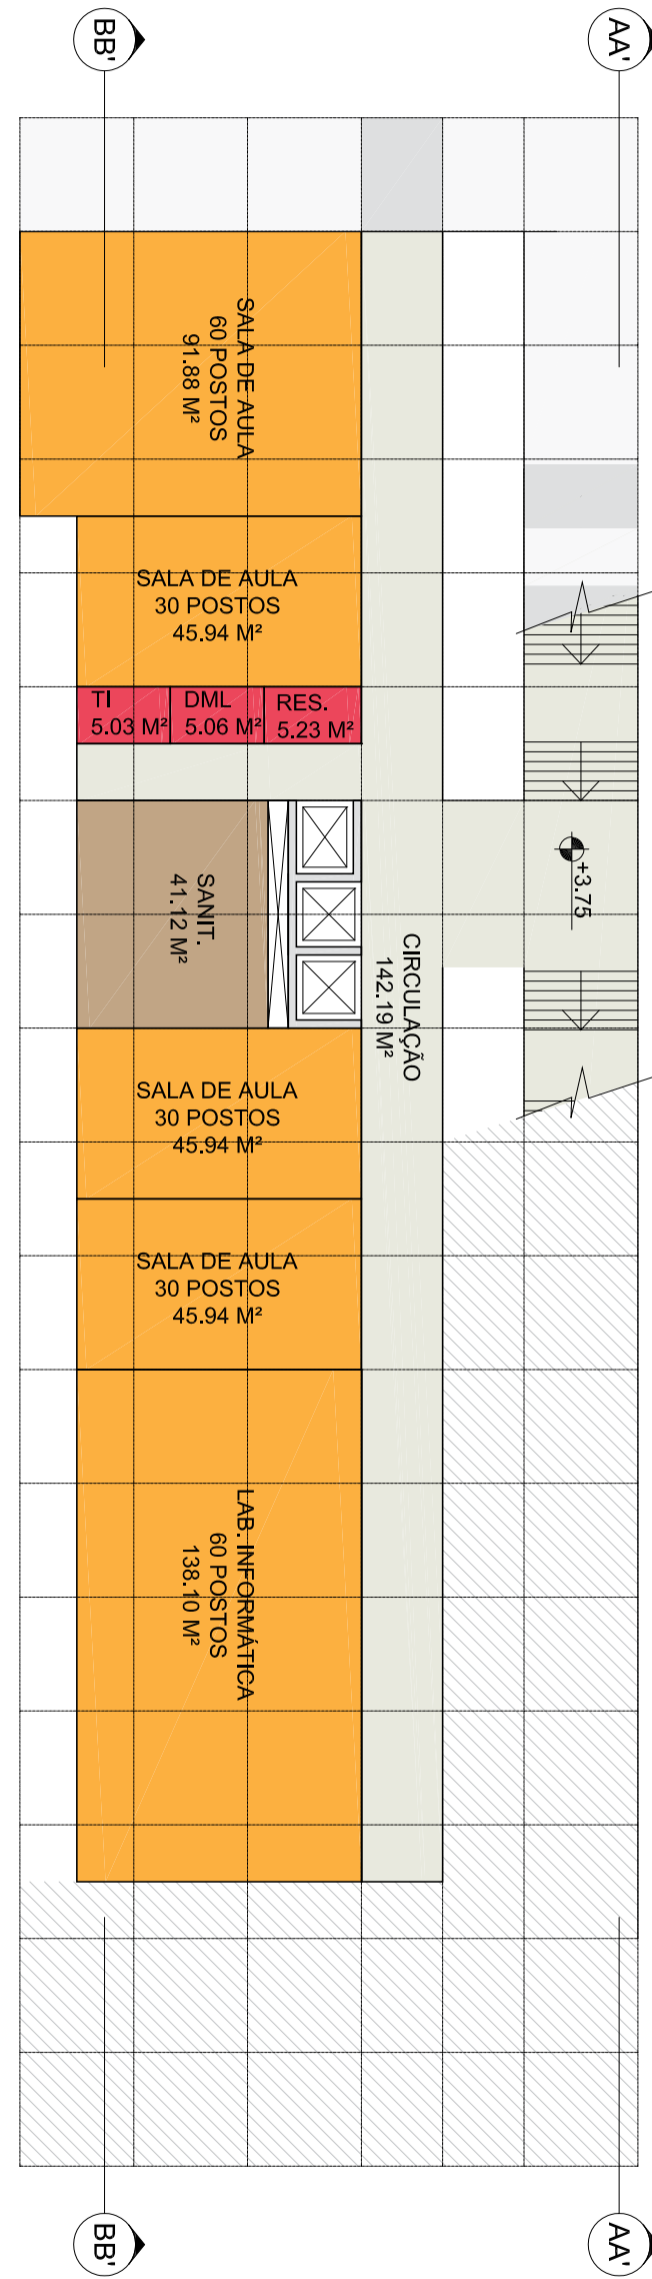 BB'
AA'
SALA DE AULA
60 POSTOS
91.88 M²
SALA DE AULA
30 POSTOS
45.94 M²
TI
5.03 M²
DML
5.06 M²
RES.
5.23 M²
+3.75
SANIT.
41.12 M²
CIRCULAÇÃO
142.19 M²
SALA DE AULA
30 POSTOS
45.94 M²
SALA DE AULA
30 POSTOS
45.94 M²
LAB. INFORMÁTICA
60 POSTOS
138.10 M²
BB'
AA'